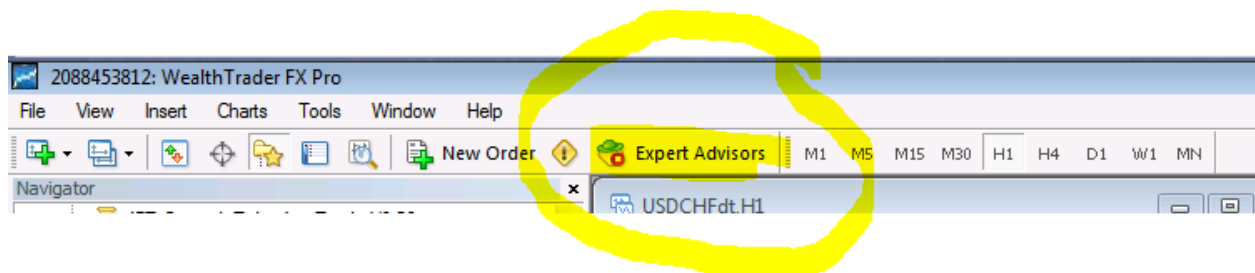 2088453812: WealthTrader FX Pro
File View Insert Charts Tools Window Help
New Order Expert Advisors M1 M5 M15 M30 H1 H4 D1 W1 MN
Navigator
USDCHFdt,H1